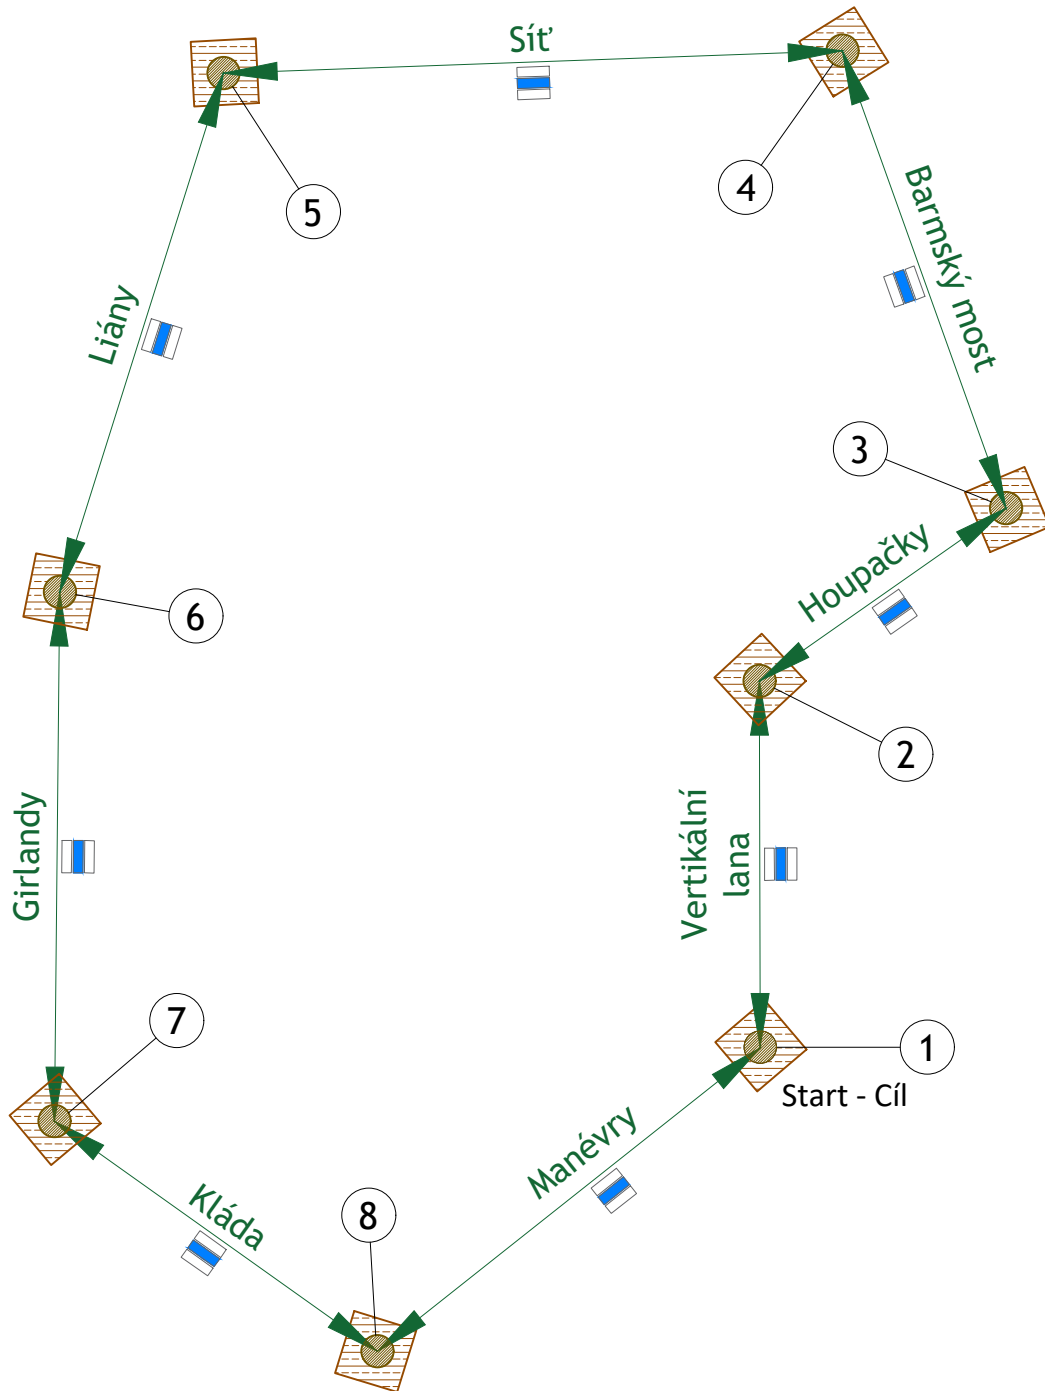 Síť
5
4
Barmský most
Liány
3
Houpačky
6
2
Vertikální
lana
Girlandy
7
1
Start - Cíl
Manévry
Kláda
8